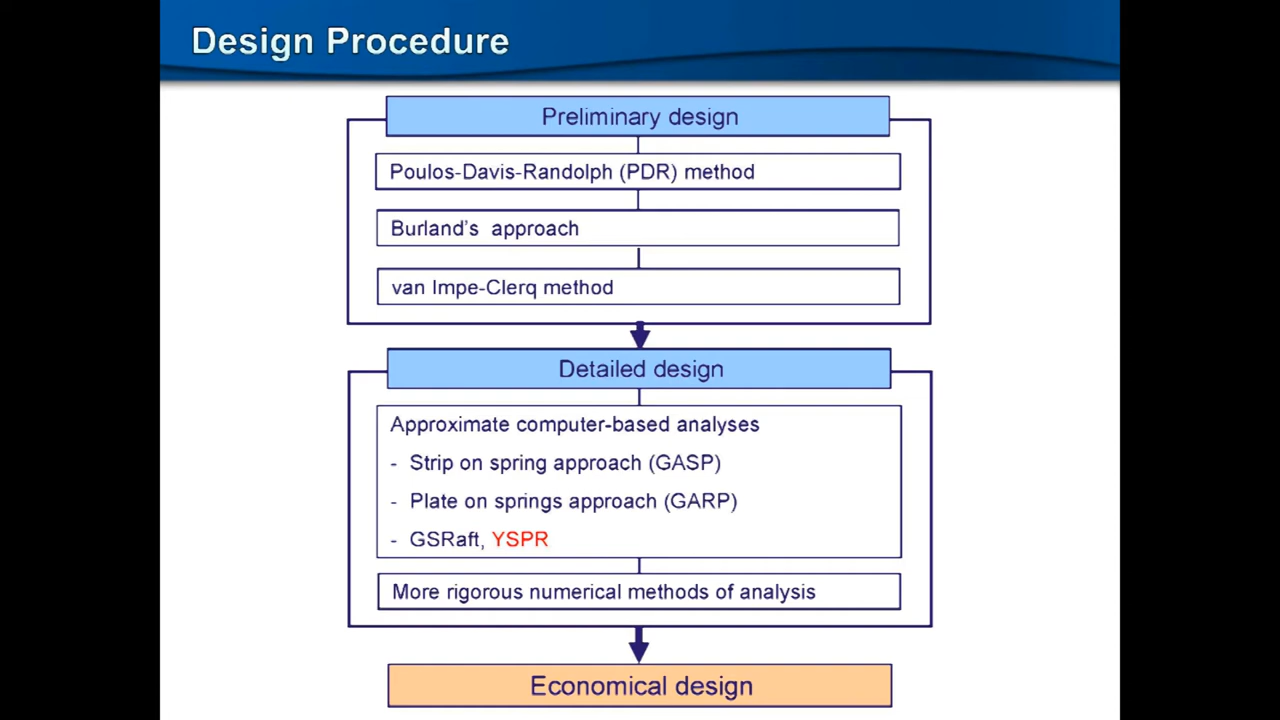 Design Procedure
Preliminary design
Poulos-Davis-Randolph (PDR) method
Burland's approach
van Impe-Clerq method
Detailed design
Approximate computer-based analyses
- Strip on spring approach (GASP)
- Plate on springs approach (GARP)
- GSRaft, YSPR
More rigorous numerical methods of analysis
Economical design